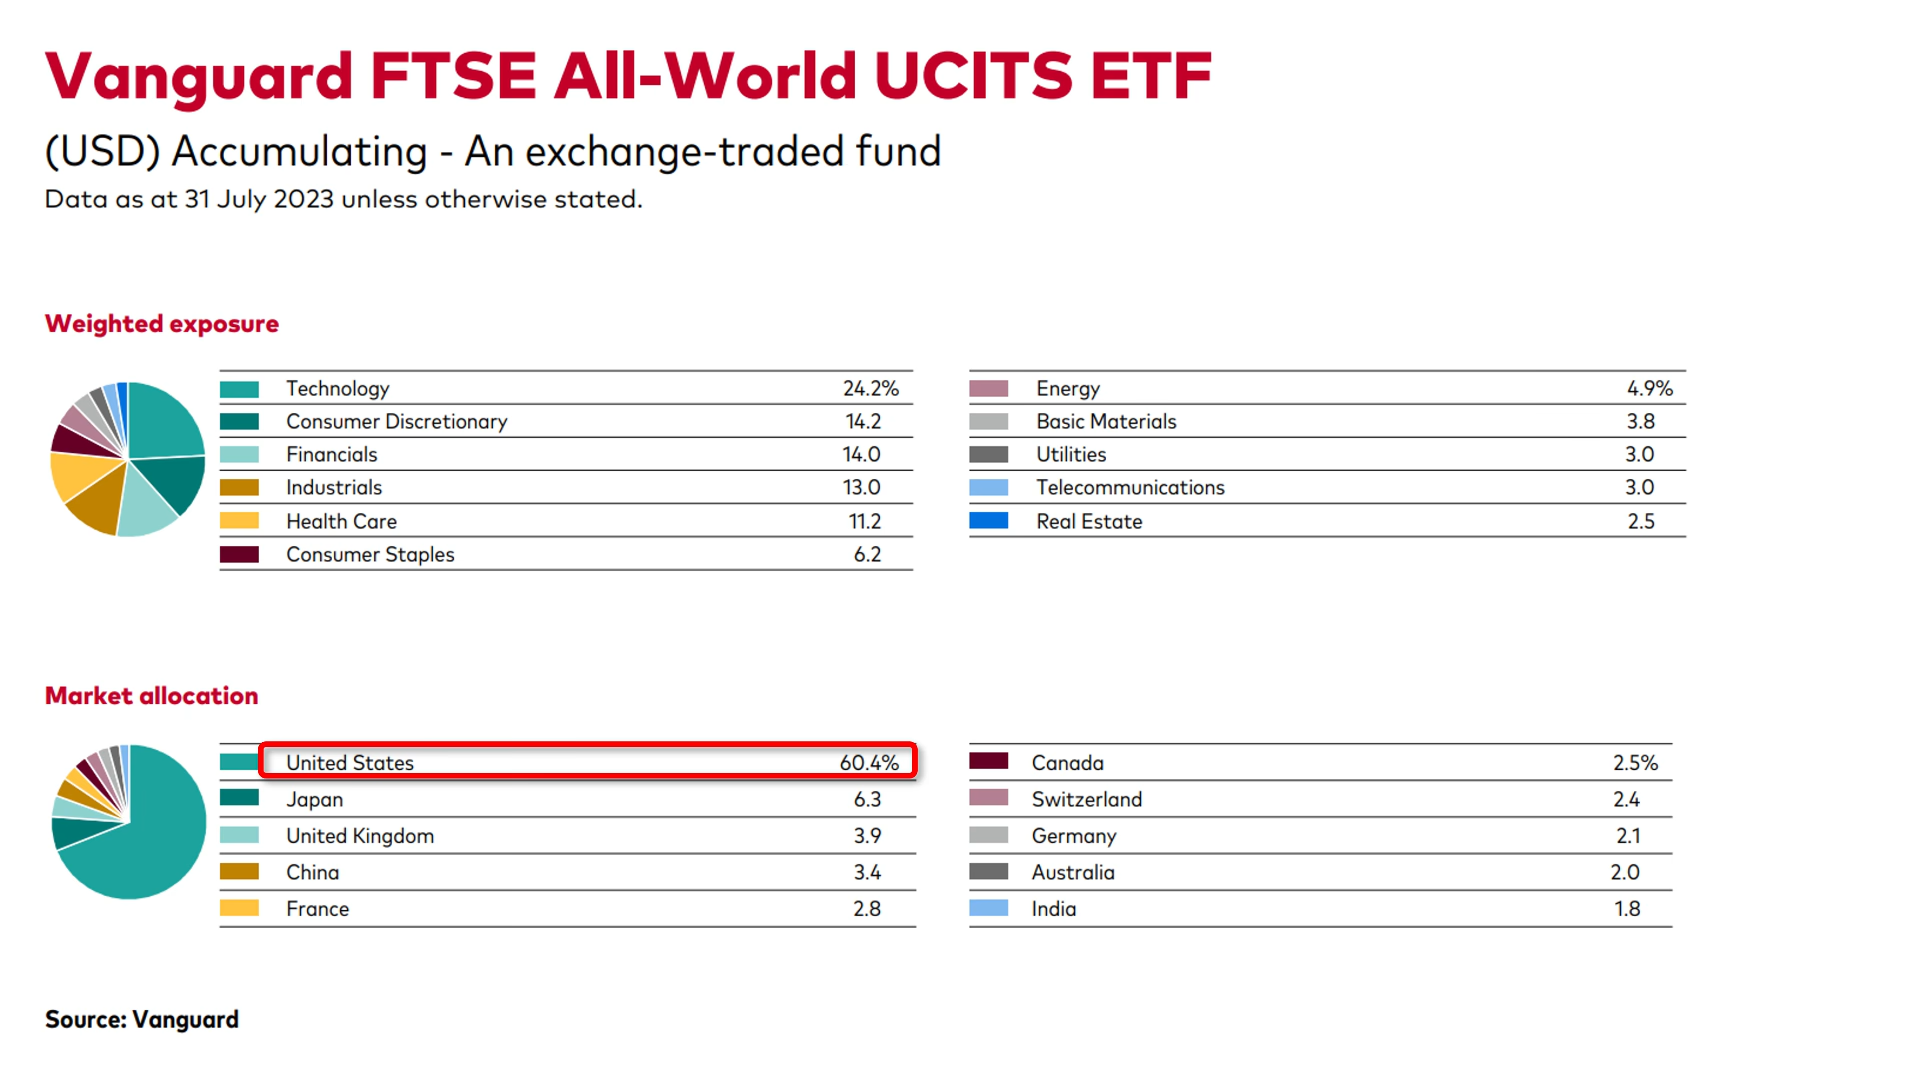 Vanguard FTSE All-World UCITS ETF
(USD) Accumulating - An exchange-traded fund
Data as at 31 July 2023 unless otherwise stated.
Weighted exposure
Technology 24.2%
Consumer Discretionary 14.2
Financials 14.0
Industrials 13.0
Health Care 11.2
Consumer Staples 6.2
Energy 4.9%
Basic Materials 3.8
Utilities 3.0
Telecommunications 3.0
Real Estate 2.5
Market allocation
United States 60.4%
Japan 6.3
United Kingdom 3.9
China 3.4
France 2.8
Canada 2.5%
Switzerland 2.4
Germany 2.1
Australia 2.0
India 1.8
Source: Vanguard